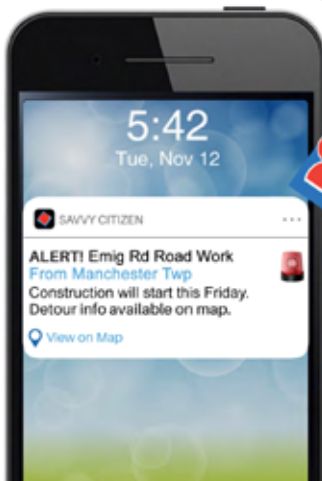 5:42
Tue, Nov 12
SAVVY CITIZEN
ALERT! Emig Rd Road Work
From Manchester Twp
Construction will start this Friday.
Detour info available on map.
View on Map